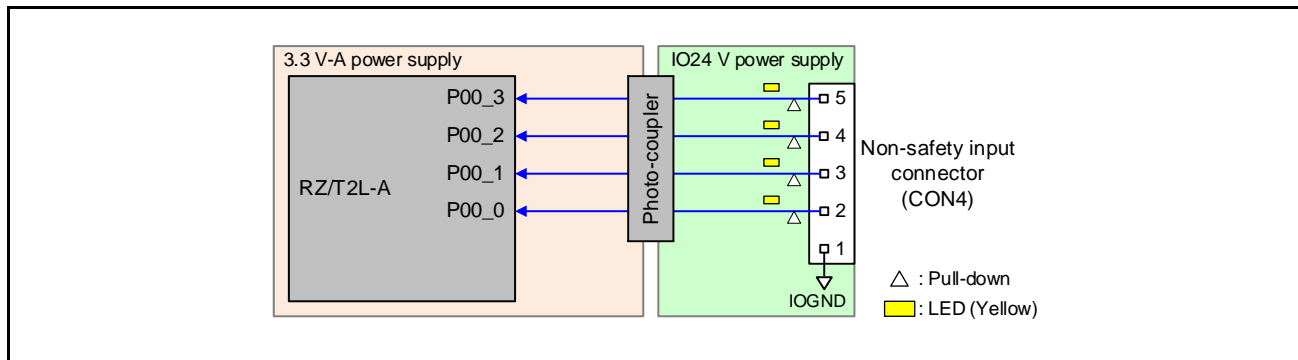 3.3 V-A power supply
IO24 V power supply
RZ/T2L-A
P00_3
P00_2
P00_1
P00_0
Photo-coupler
5
4
3
2
1
IOGND
Non-safety input
connector
(CON4)
: Pull-down
: LED (Yellow)